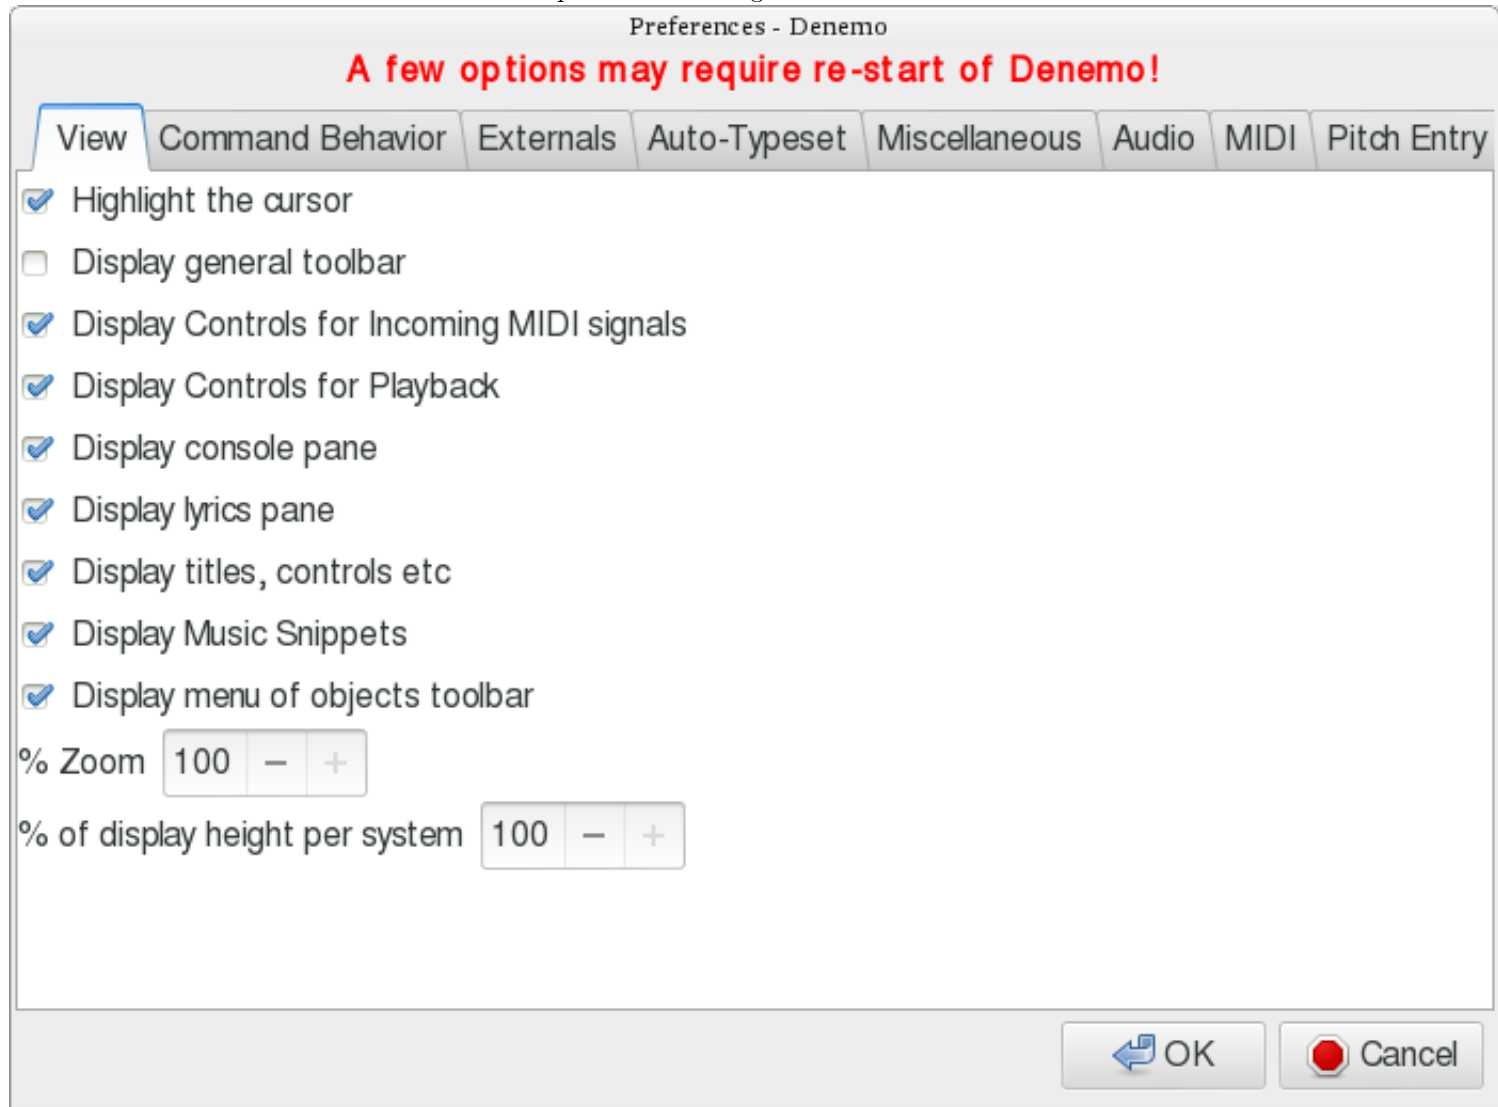 Preferences - Denemo
A few options may require re-start of Denemo!
View Command Behavior Externals Auto-Typeset Miscellaneous Audio MIDI Pitch Entry
Highlight the cursor
Display general toolbar
Display Controls for Incoming MIDI signals
Display Controls for Playback
Display console pane
Display lyrics pane
Display titles, controls etc
Display Music Snippets
Display menu of objects toolbar
% Zoom 100 − +
% of display height per system 100 − +
OK Cancel